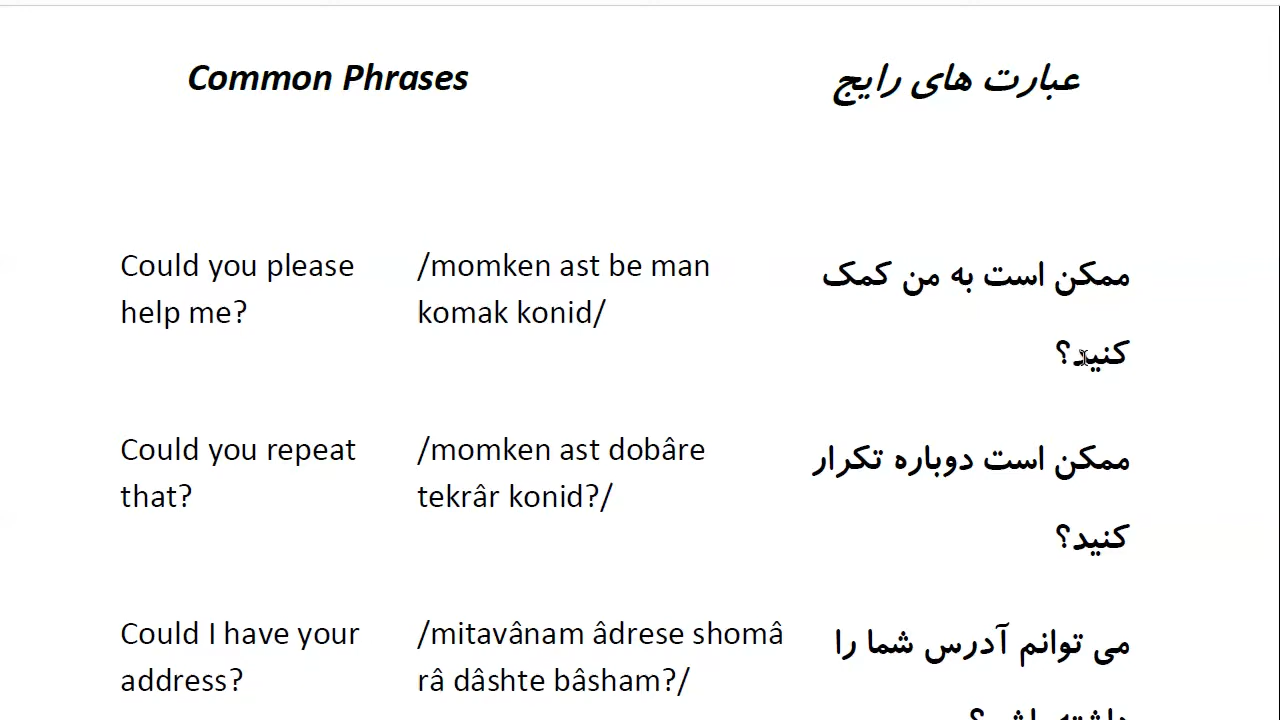 Common Phrases عبارت های رایج
Could you please /momken ast be man ممکن است به من کمک
help me? komak konid/ کنید؟
Could you repeat /momken ast dobâre ممکن است دوباره تکرار
that? tekrâr konid?/ کنید؟
Could I have your /mitavânam âdrese shomâ می توانم آدرس شما را
address? râ dâshte bâsham?/